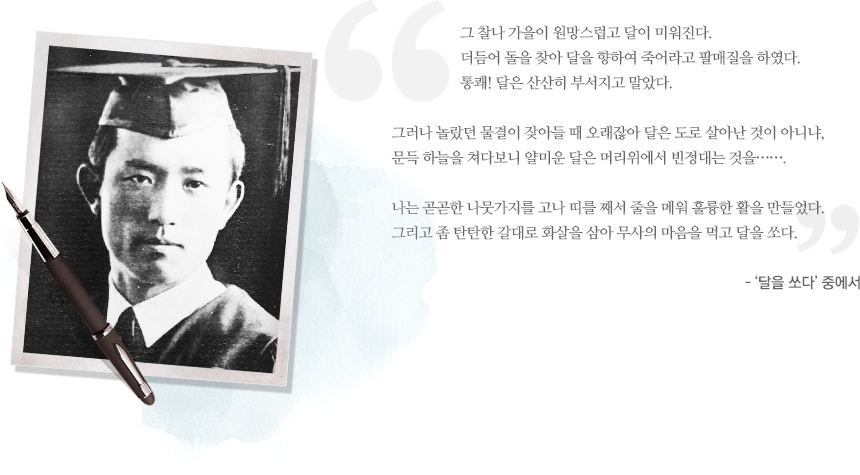 그 찰나 가을이 원망스럽고 달이 미워진다.
더듬어 돌을 찾아 달을 향하여 죽어라고 팔매질을 하였다.
통쾌! 달은 산산히 부서지고 말았다.
그러나 놀랐던 물결이 잦아들 때 오래잖아 달은 도로 살아난 것이 아니냐,
문득 하늘을 쳐다보니 얄미운 달은 머리위에서 빈정대는 것을…….
나는 곧곧한 나뭇가지를 고나 띠를 째서 줄을 메워 훌륭한 활을 만들었다.
그리고 좀 탄탄한 갈대로 화살을 삼아 무사의 마음을 먹고 달을 쏘다.
- ‘달을 쏘다’ 중에서